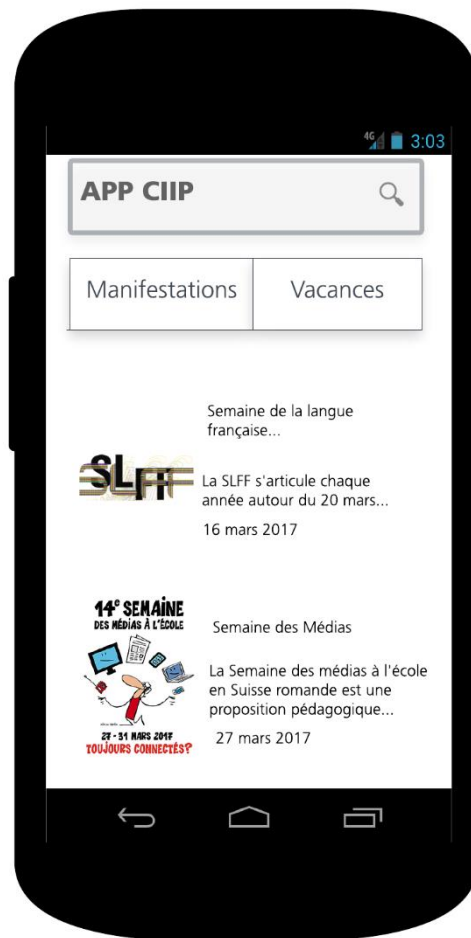 4G 3:03
APP CIIP
Manifestations Vacances
Semaine de la langue
française...
SLFF
La SLFF s'articule chaque
année autour du 20 mars...
16 mars 2017
14e SEMAINE
DES MÉDIAS À L'ÉCOLE
27 - 31 MARS 2017
TOUJOURS CONNECTÉS?
Semaine des Médias
La Semaine des médias à l'école
en Suisse romande est une
proposition pédagogique...
27 mars 2017